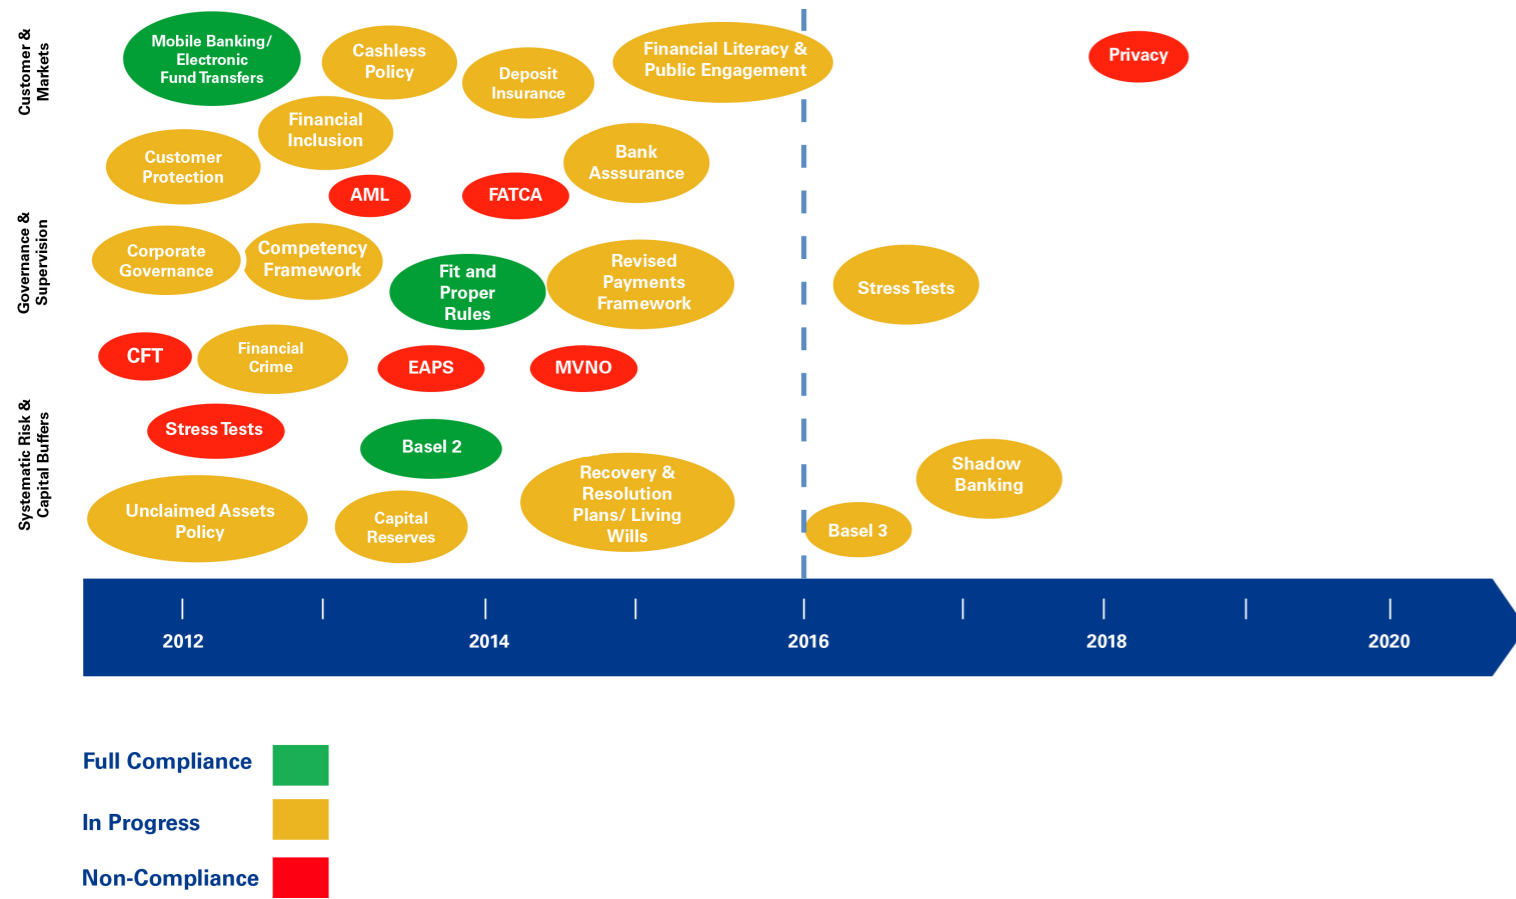 Customer &
Markets
Mobile Banking/
Electronic
Fund Transfers
Cashless
Policy
Deposit
Insurance
Financial Literacy &
Public Engagement
Privacy
Financial
Inclusion
Customer
Protection
Bank
Asssurance
AML
FATCA
Governance &
Supervision
Corporate
Governance
Competency
Framework
Fit and
Proper
Rules
Revised
Payments
Framework
Stress Tests
CFT
Financial
Crime
EAPS
MVNO
Systematic Risk &
Capital Buffers
Stress Tests
Basel 2
Recovery &
Resolution
Plans/ Living
Wills
Shadow
Banking
Unclaimed Assets
Policy
Capital
Reserves
Basel 3
2012
2014
2016
2018
2020
Full Compliance
In Progress
Non-Compliance